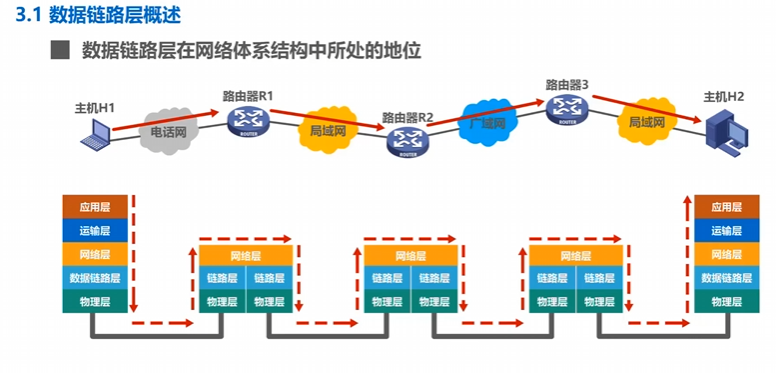 3.1 数据链路层概述
数据链路层在网络体系结构中所处的地位
主机H1
路由器R1
路由器R2
路由器3
主机H2
电话网
局域网
广域网
局域网
ROUTER
ROUTER
ROUTER
应用层
运输层
网络层
数据链路层
物理层
网络层
链路层 链路层
物理层 物理层
网络层
链路层 链路层
物理层 物理层
网络层
链路层 链路层
物理层 物理层
应用层
运输层
网络层
数据链路层
物理层